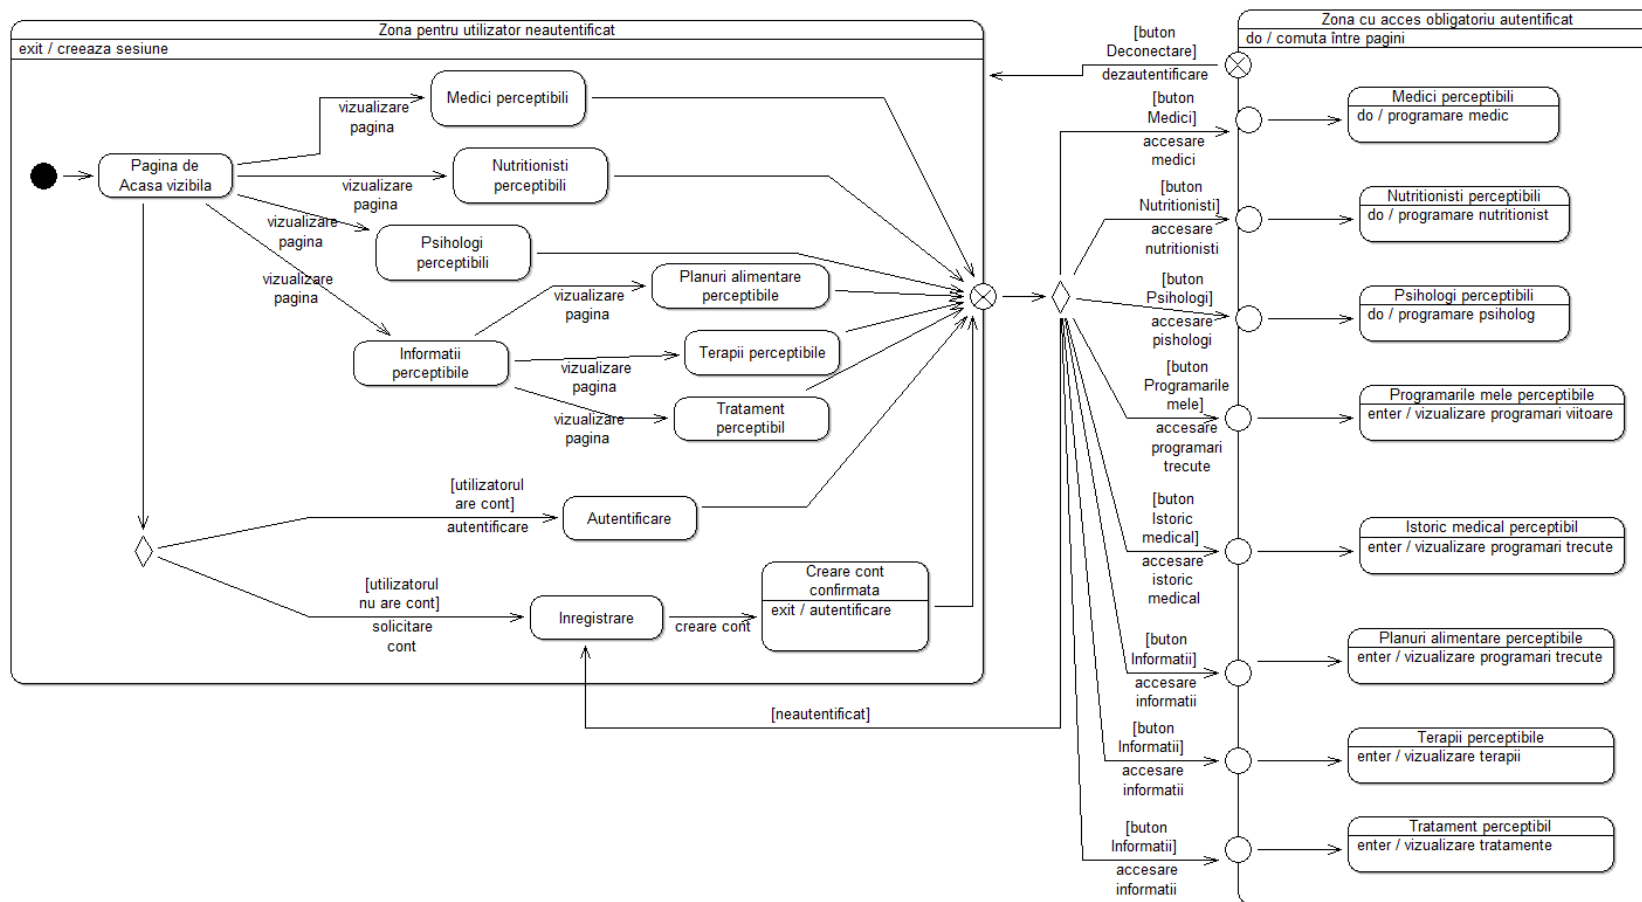 Zona pentru utilizator neautentificat
exit / creeaza sesiune
Medici perceptibili
vizualizare
pagina
Pagina de
Acasa vizibila
Nutritionisti
perceptibili
vizualizare
pagina
vizualizare
pagina
Psihologi
perceptibili
vizualizare
pagina
Planuri alimentare
perceptibile
vizualizare
pagina
Informatii
perceptibile
Terapii perceptibile
vizualizare
pagina
Tratament
perceptibil
vizualizare
pagina
[utilizatorul
are cont]
autentificare
Autentificare
[utilizatorul
nu are cont]
solicitare
cont
Inregistrare
creare cont
Creare cont
confirmata
exit / autentificare
[neautentificat]
[buton
Deconectare]
dezautentificare
[buton
Medici]
accesare
medici
[buton
Nutritionisti]
accesare
nutritionisti
[buton
Psihologi]
accesare
pishologi
[buton
Programarile
mele]
accesare
programari
trecute
[buton
Istoric
medical]
accesare
istoric
medical
[buton
Informatii]
accesare
informatii
[buton
Informatii]
accesare
informatii
[buton
Informatii]
accesare
informatii
Zona cu acces obligatoriu autentificat
do / comuta între pagini
Medici perceptibili
do / programare medic
Nutritionisti perceptibili
do / programare nutritionist
Psihologi perceptibili
do / programare psiholog
Programarile mele perceptibile
enter / vizualizare programari viitoare
Istoric medical perceptibil
enter / vizualizare programari trecute
Planuri alimentare perceptibile
enter / vizualizare programari trecute
Terapii perceptibile
enter / vizualizare terapii
Tratament perceptibil
enter / vizualizare tratamente